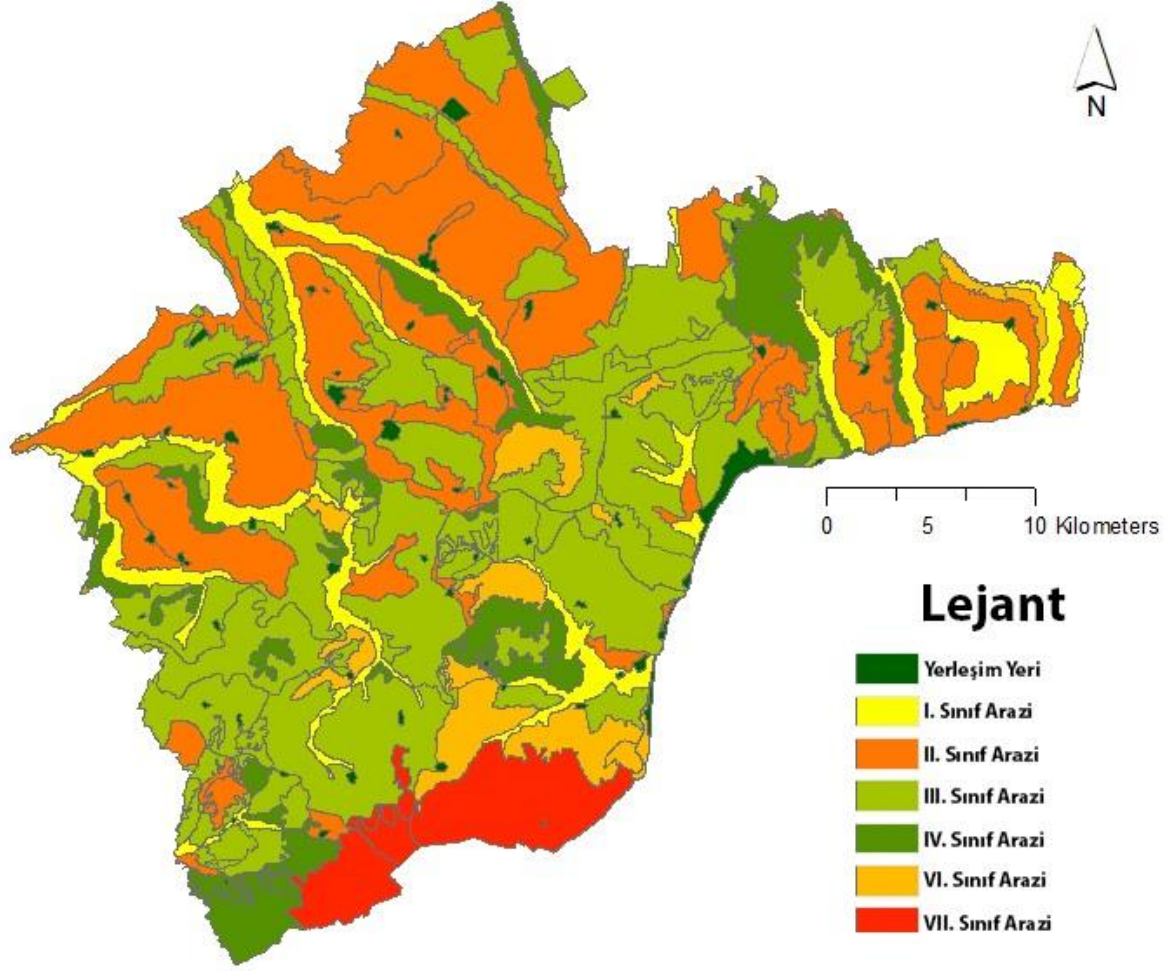 N
0 5 10 Kilometers
Lejant
Yerleşim Yeri
I. Sınıf Arazi
II. Sınıf Arazi
III. Sınıf Arazi
IV. Sınıf Arazi
VI. Sınıf Arazi
VII. Sınıf Arazi